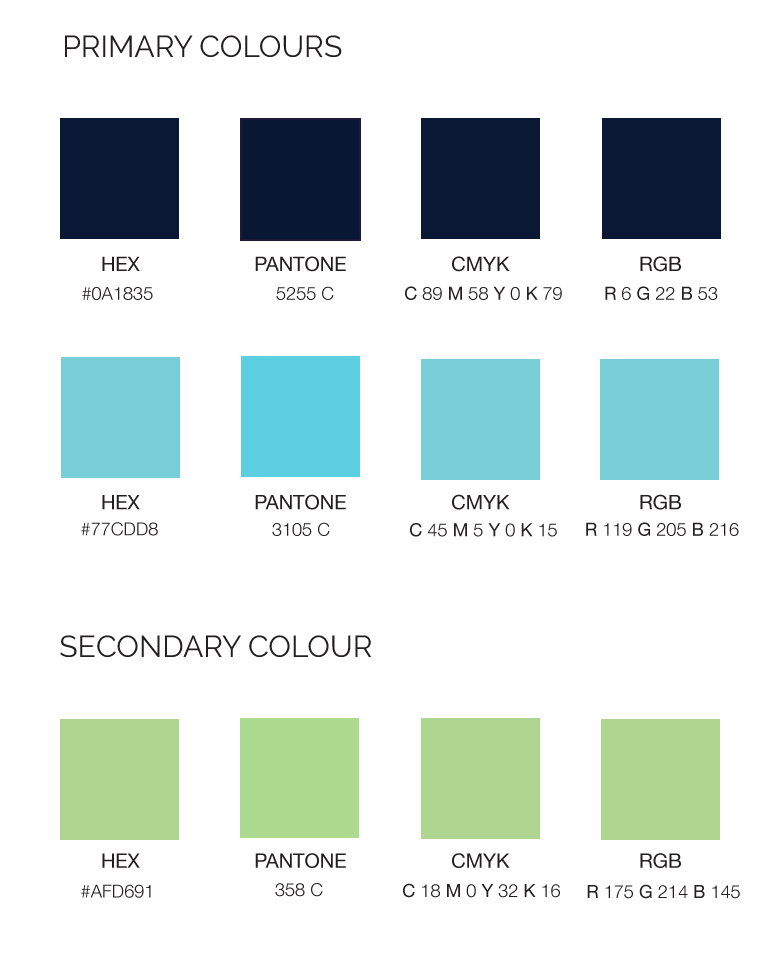 PRIMARY COLOURS
HEX PANTONE CMYK RGB
#0A1835 5255 C C 89 M 58 Y 0 K 79 R 6 G 22 B 53
HEX PANTONE CMYK RGB
#77CDD8 3105 C C 45 M 5 Y 0 K 15 R 119 G 205 B 216
SECONDARY COLOUR
HEX PANTONE CMYK RGB
#AFD691 358 C C 18 M 0 Y 32 K 16 R 175 G 214 B 145